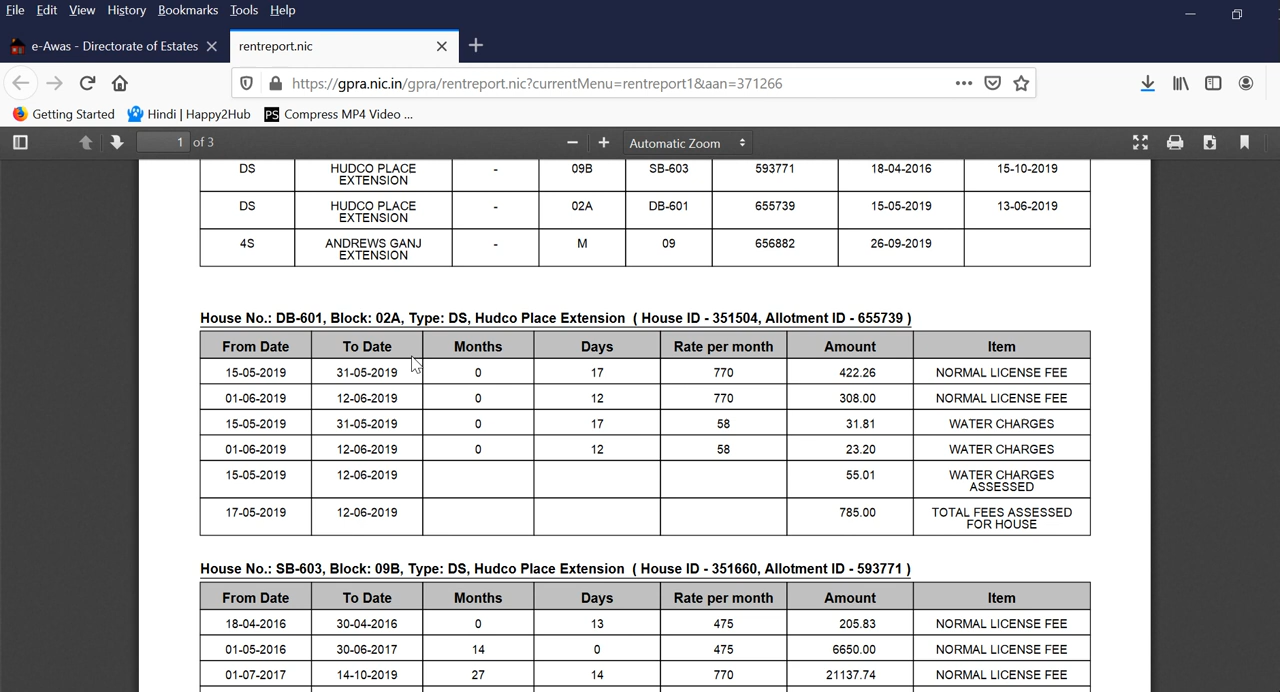 File Edit View History Bookmarks Tools Help
e-Awas - Directorate of Estates
rentreport.nic
https://gpra.nic.in/gpra/rentreport.nic?currentMenu=rentreport1&aan=371266
Getting Started Hindi | Happy2Hub PS Compress MP4 Video ...
1 of 3 Automatic Zoom
DS HUDCO PLACE EXTENSION - 09B SB-603 593771 18-04-2016 15-10-2019
DS HUDCO PLACE EXTENSION - 02A DB-601 655739 15-05-2019 13-06-2019
4S ANDREWS GANJ EXTENSION - M 09 656882 26-09-2019
House No.: DB-601, Block: 02A, Type: DS, Hudco Place Extension ( House ID - 351504, Allotment ID - 655739 )
From Date To Date Months Days Rate per month Amount Item
15-05-2019 31-05-2019 0 17 770 422.26 NORMAL LICENSE FEE
01-06-2019 12-06-2019 0 12 770 308.00 NORMAL LICENSE FEE
15-05-2019 31-05-2019 0 17 58 31.81 WATER CHARGES
01-06-2019 12-06-2019 0 12 58 23.20 WATER CHARGES
15-05-2019 12-06-2019 55.01 WATER CHARGES ASSESSED
17-05-2019 12-06-2019 785.00 TOTAL FEES ASSESSED FOR HOUSE
House No.: SB-603, Block: 09B, Type: DS, Hudco Place Extension ( House ID - 351660, Allotment ID - 593771 )
From Date To Date Months Days Rate per month Amount Item
18-04-2016 30-04-2016 0 13 475 205.83 NORMAL LICENSE FEE
01-05-2016 30-06-2017 14 0 475 6650.00 NORMAL LICENSE FEE
01-07-2017 14-10-2019 27 14 770 21137.74 NORMAL LICENSE FEE